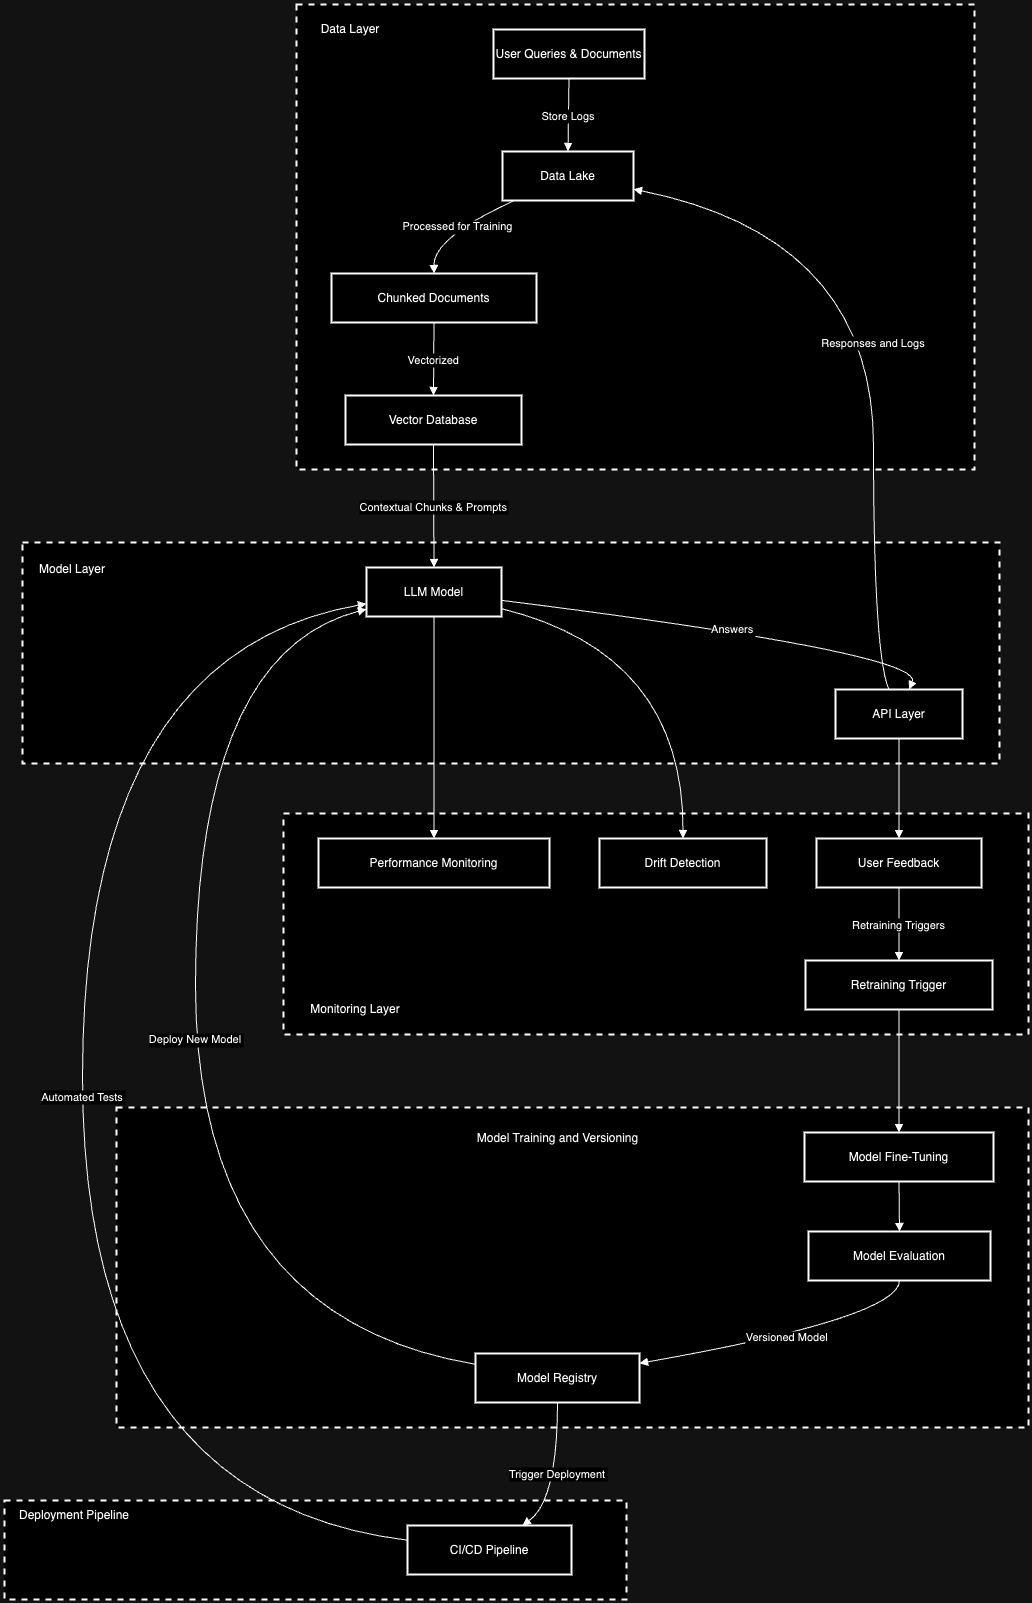 Data Layer
User Queries & Documents
Store Logs
Data Lake
Processed for Training
Chunked Documents
Responses and Logs
Vectorized
Vector Database
Contextual Chunks & Prompts
Model Layer
LLM Model
Answers
API Layer
Performance Monitoring
Drift Detection
User Feedback
Retraining Triggers
Retraining Trigger
Monitoring Layer
Deploy New Model
Automated Tests
Model Training and Versioning
Model Fine-Tuning
Model Evaluation
Versioned Model
Model Registry
Trigger Deployment
Deployment Pipeline
CI/CD Pipeline